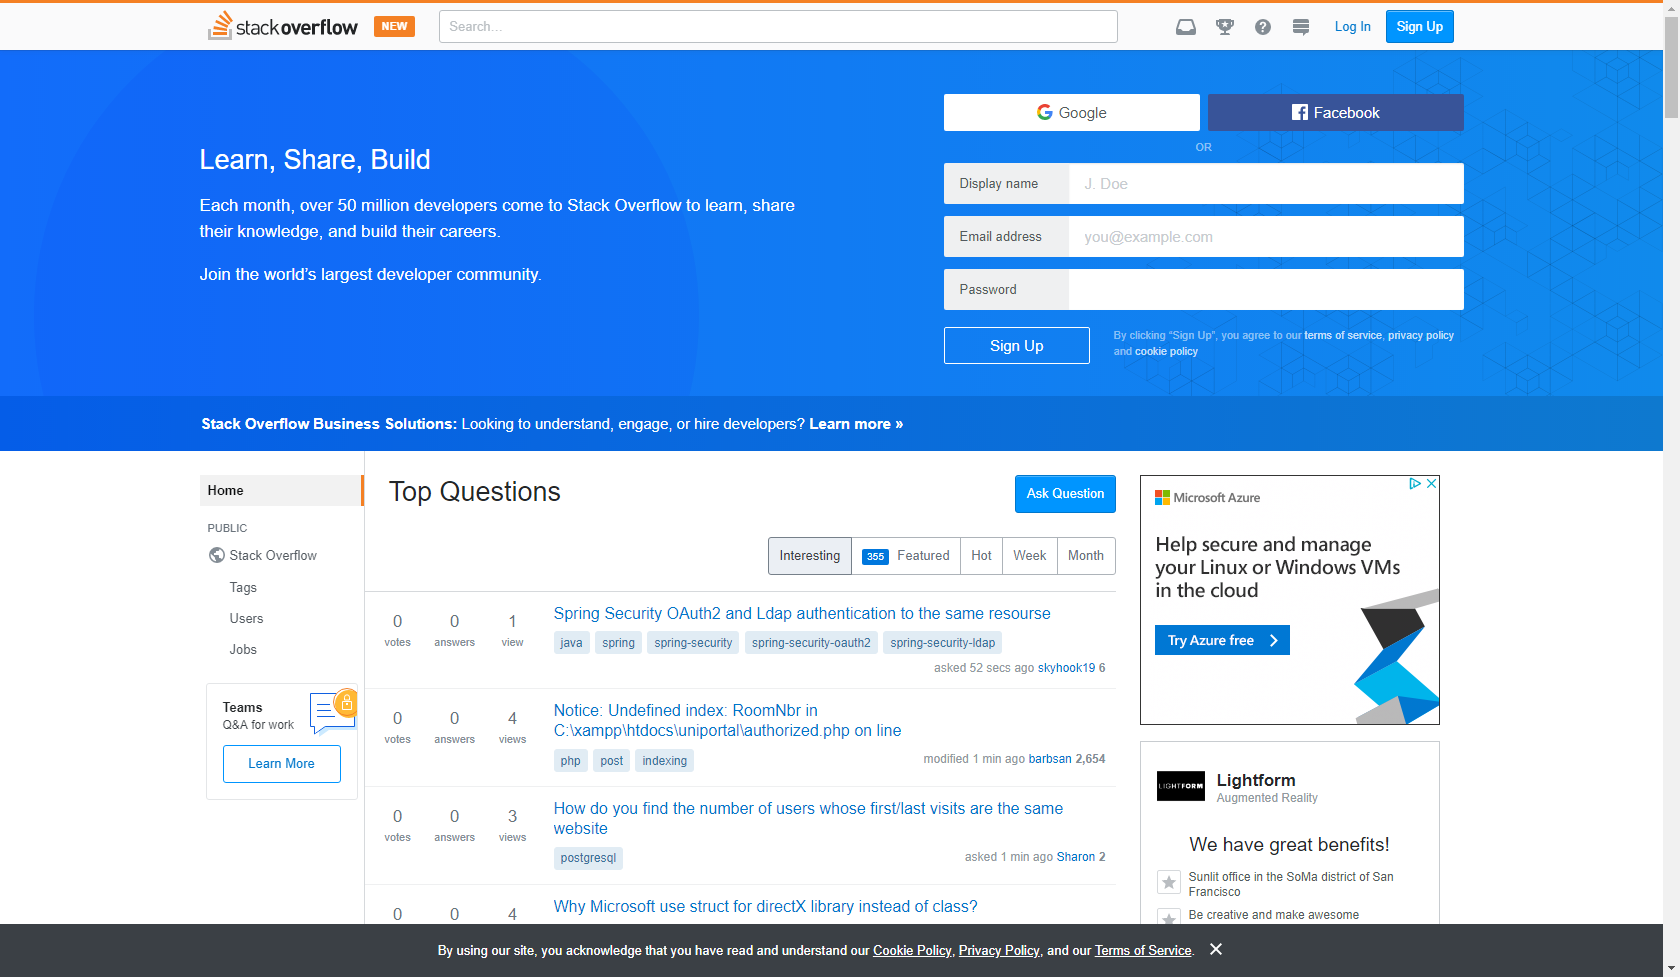 stackoverflow NEW Search... Log In Sign Up
Google Facebook
OR
Learn, Share, Build
Each month, over 50 million developers come to Stack Overflow to learn, share
their knowledge, and build their careers.
Join the world’s largest developer community.
Display name J. Doe
Email address you@example.com
Password
Sign Up
By clicking “Sign Up”, you agree to our terms of service, privacy policy
and cookie policy
Stack Overflow Business Solutions: Looking to understand, engage, or hire developers? Learn more »
Home
PUBLIC
Stack Overflow
Tags
Users
Jobs
Teams
Q&A for work
Learn More
Top Questions
Ask Question
Interesting 355 Featured Hot Week Month
0 0 1
votes answers view
Spring Security OAuth2 and Ldap authentication to the same resourse
java spring spring-security spring-security-oauth2 spring-security-ldap
asked 52 secs ago skyhook19 6
0 0 4
votes answers views
Notice: Undefined index: RoomNbr in
C:\xampp\htdocs\uniportal\authorized.php on line
php post indexing
modified 1 min ago barbsan 2,654
0 0 3
votes answers views
How do you find the number of users whose first/last visits are the same
website
postgresql
asked 1 min ago Sharon 2
0 0 4
Why Microsoft use struct for directX library instead of class?
Microsoft Azure
Help secure and manage
your Linux or Windows VMs
in the cloud
Try Azure free
LIGHTFORM
Lightform
Augmented Reality
We have great benefits!
Sunlit office in the SoMa district of San
Francisco
Be creative and make awesome
By using our site, you acknowledge that you have read and understand our Cookie Policy, Privacy Policy, and our Terms of Service.